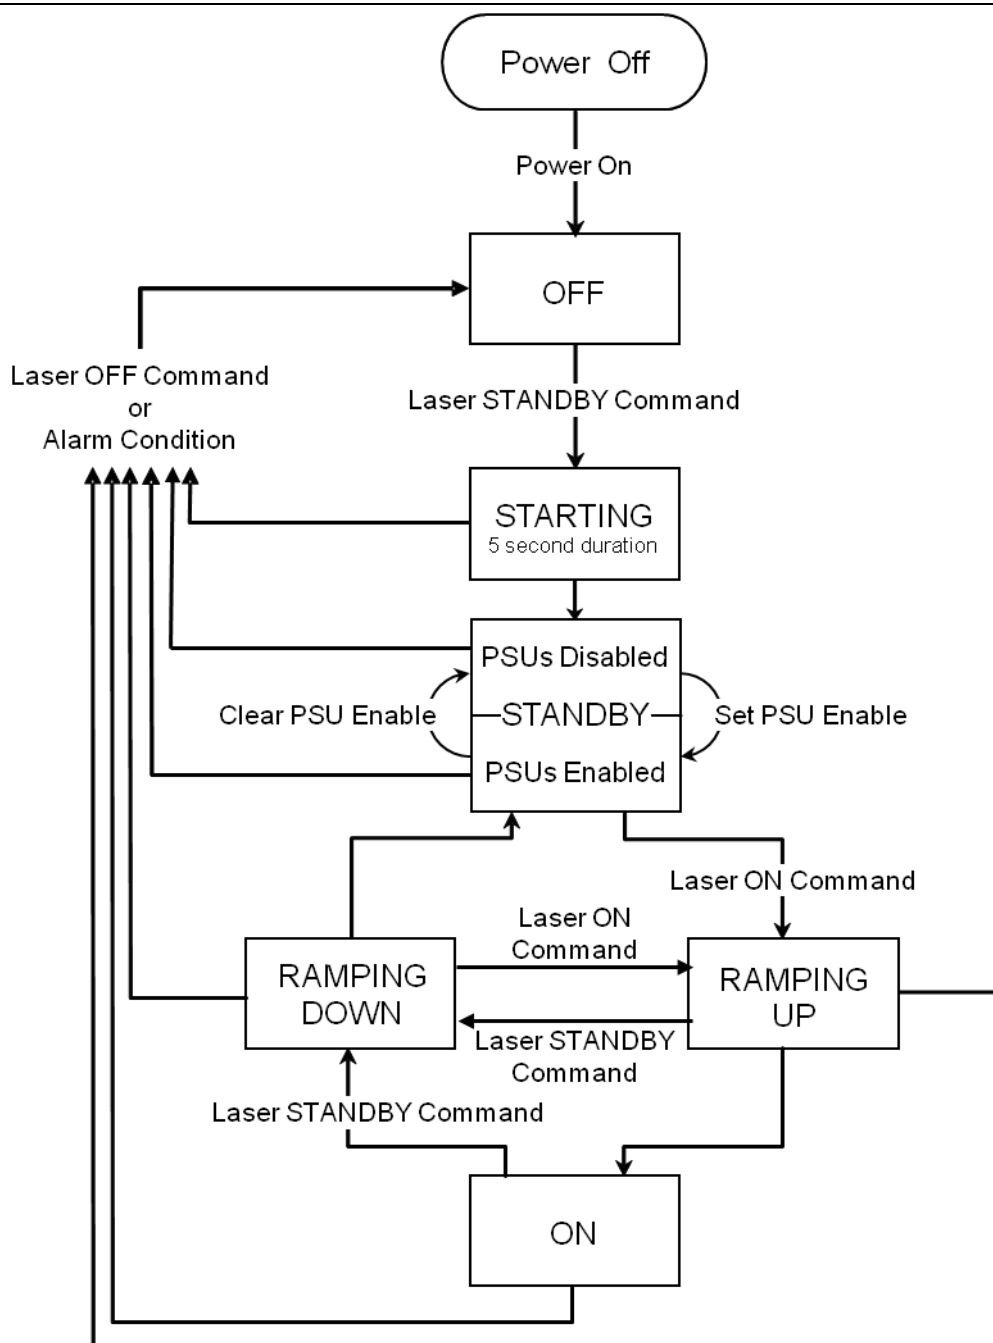 Power Off
Power On
OFF
Laser OFF Command
or
Alarm Condition
Laser STANDBY Command
STARTING
5 second duration
PSUs Disabled
Clear PSU Enable
STANDBY
Set PSU Enable
PSUs Enabled
Laser ON Command
Laser ON
Command
RAMPING
DOWN
RAMPING
UP
Laser STANDBY
Command
Laser STANDBY Command
ON